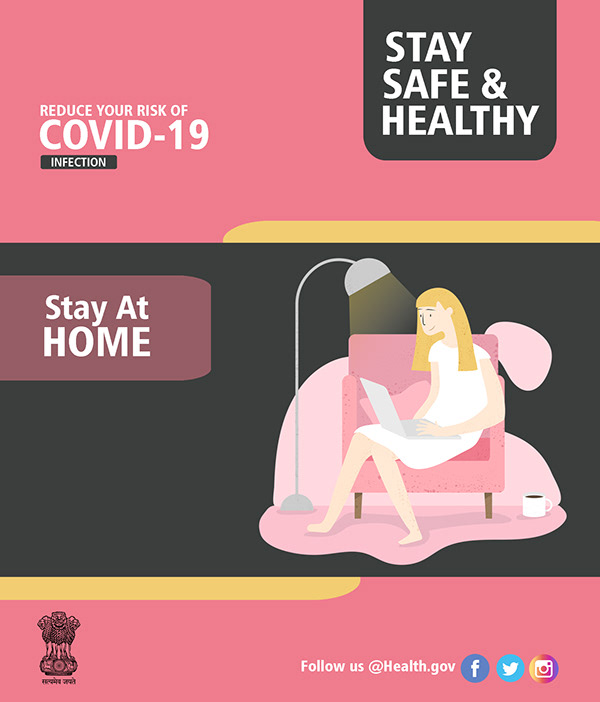 STAY
SAFE &
HEALTHY
REDUCE YOUR RISK OF
COVID-19
INFECTION
Stay At
HOME
सत्यमेव जयते
Follow us @Health.gov